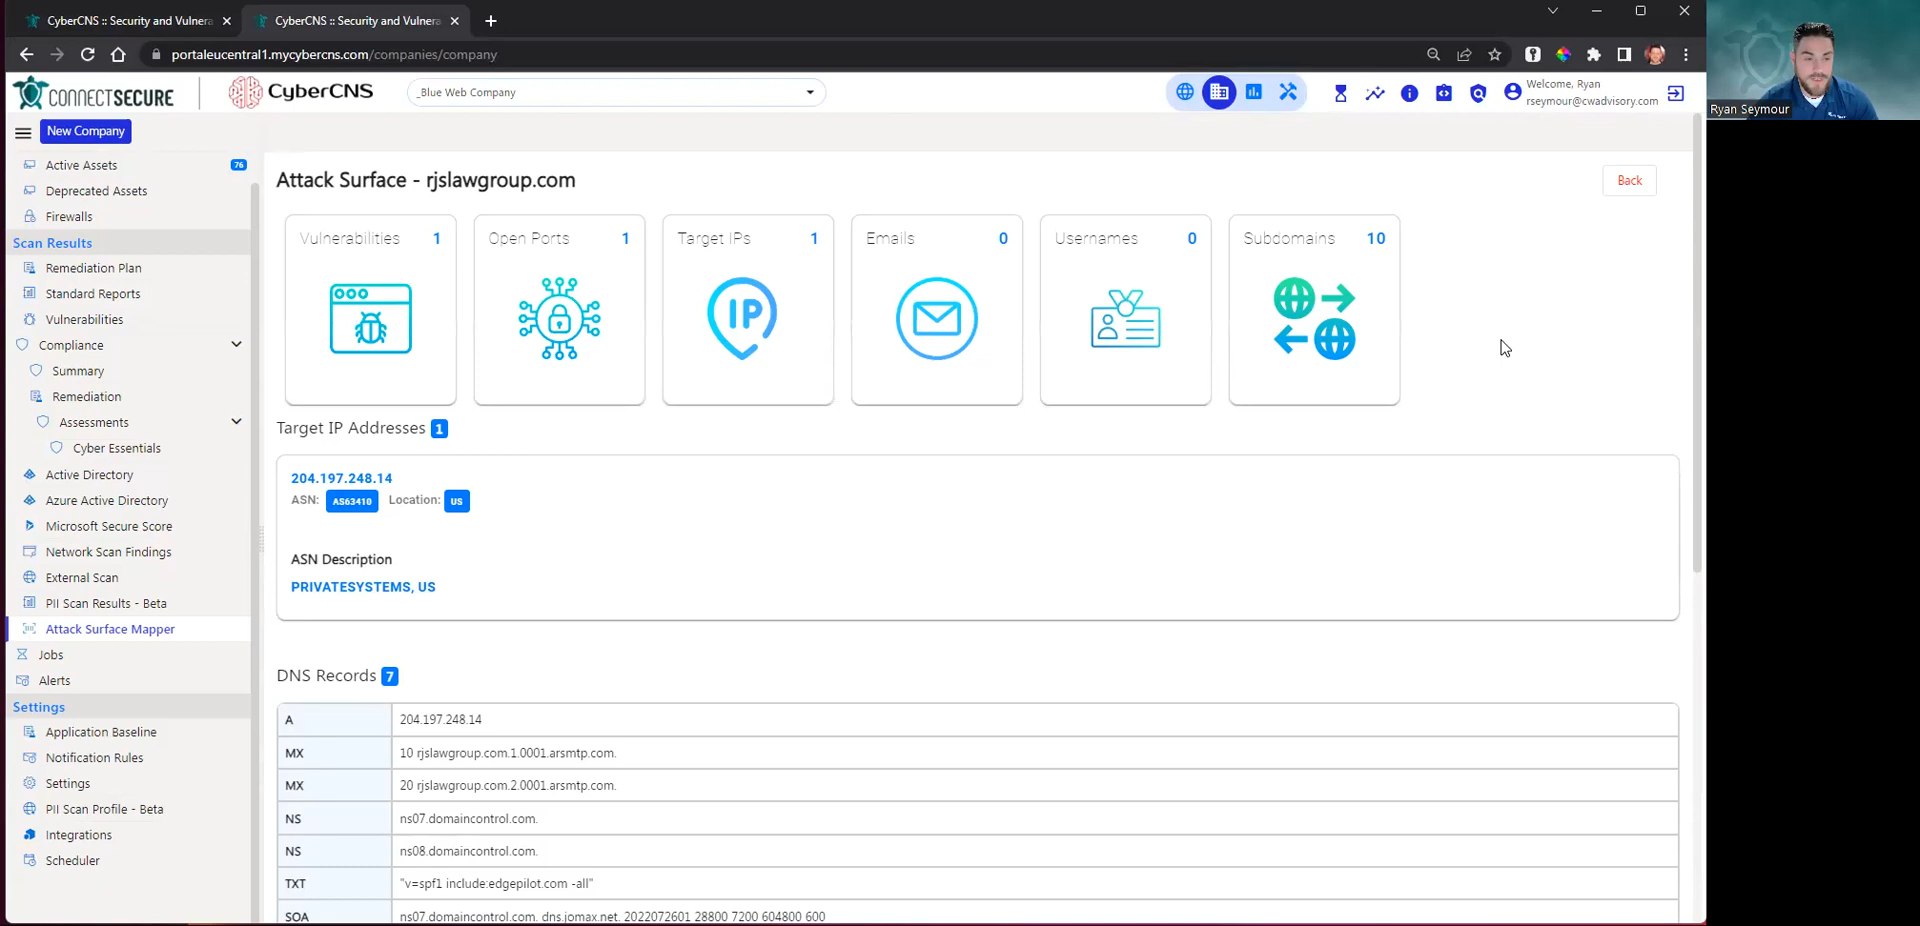 CyberCNS :: Security and Vulnera
CyberCNS :: Security and Vulnera
portaleucentral1.mycybercns.com/companies/company
CONNECTSECURE
CyberCNS
_Blue Web Company
Welcome, Ryan
rseymour@cwadvisory.com
Ryan Seymour
New Company
Active Assets
76
Deprecated Assets
Firewalls
Scan Results
Remediation Plan
Standard Reports
Vulnerabilities
Compliance
Summary
Remediation
Assessments
Cyber Essentials
Active Directory
Azure Active Directory
Microsoft Secure Score
Network Scan Findings
External Scan
PII Scan Results - Beta
Attack Surface Mapper
Jobs
Alerts
Settings
Application Baseline
Notification Rules
Settings
PII Scan Profile - Beta
Integrations
Scheduler
Attack Surface - rjslawgroup.com
Back
Vulnerabilities 1
Open Ports 1
Target IPs 1
Emails 0
Usernames 0
Subdomains 10
IP
Target IP Addresses 1
204.197.248.14
ASN: AS63410 Location: US
ASN Description
PRIVATESYSTEMS, US
DNS Records 7
A 204.197.248.14
MX 10 rjslawgroup.com.1.0001.arsmtp.com.
MX 20 rjslawgroup.com.2.0001.arsmtp.com.
NS ns07.domaincontrol.com.
NS ns08.domaincontrol.com.
TXT "v=spf1 include:edgepilot.com -all"
SOA ns07.domaincontrol.com. dns.jomax.net. 2022072601 28800 7200 604800 600